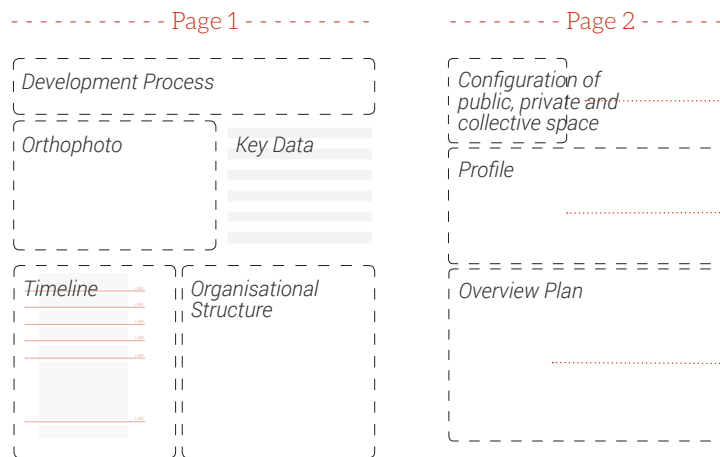 Page 1
Development Process
Orthophoto
Key Data
Timeline
Organisational
Structure
Page 2
Configuration of
public, private and
collective space
Profile
Overview Plan